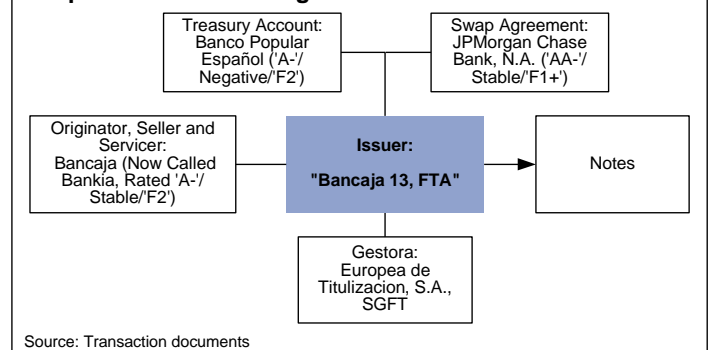 Treasury Account:
Banco Popular
Español ('A-'/
Negative/'F2')
Swap Agreement:
JPMorgan Chase
Bank, N.A. ('AA-'/
Stable/'F1+')
Originator, Seller and
Servicer:
Bancaja (Now Called
Bankia, Rated 'A-'/
Stable/'F2')
Issuer:
"Bancaja 13, FTA"
Notes
Gestora:
Europea de
Titulizacion, S.A.,
SGFT
Source: Transaction documents